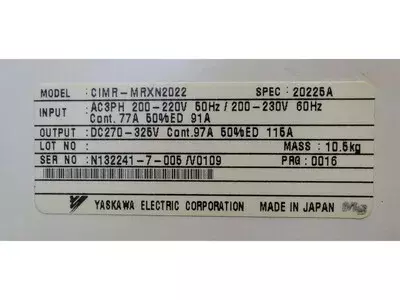 MODEL : CIMR-MRXN2022 SPEC : 20225A
INPUT : AC3PH 200-220V 50Hz / 200-230V 60Hz
Cont. 77A 50%ED 91A
OUTPUT : DC270-325V Cont. 97A 50%ED 115A
MASS : 10.5kg
SER NO : N132241-7-005 /V0109 PRG : 0016
YASKAWA ELECTRIC CORPORATION MADE IN JAPAN